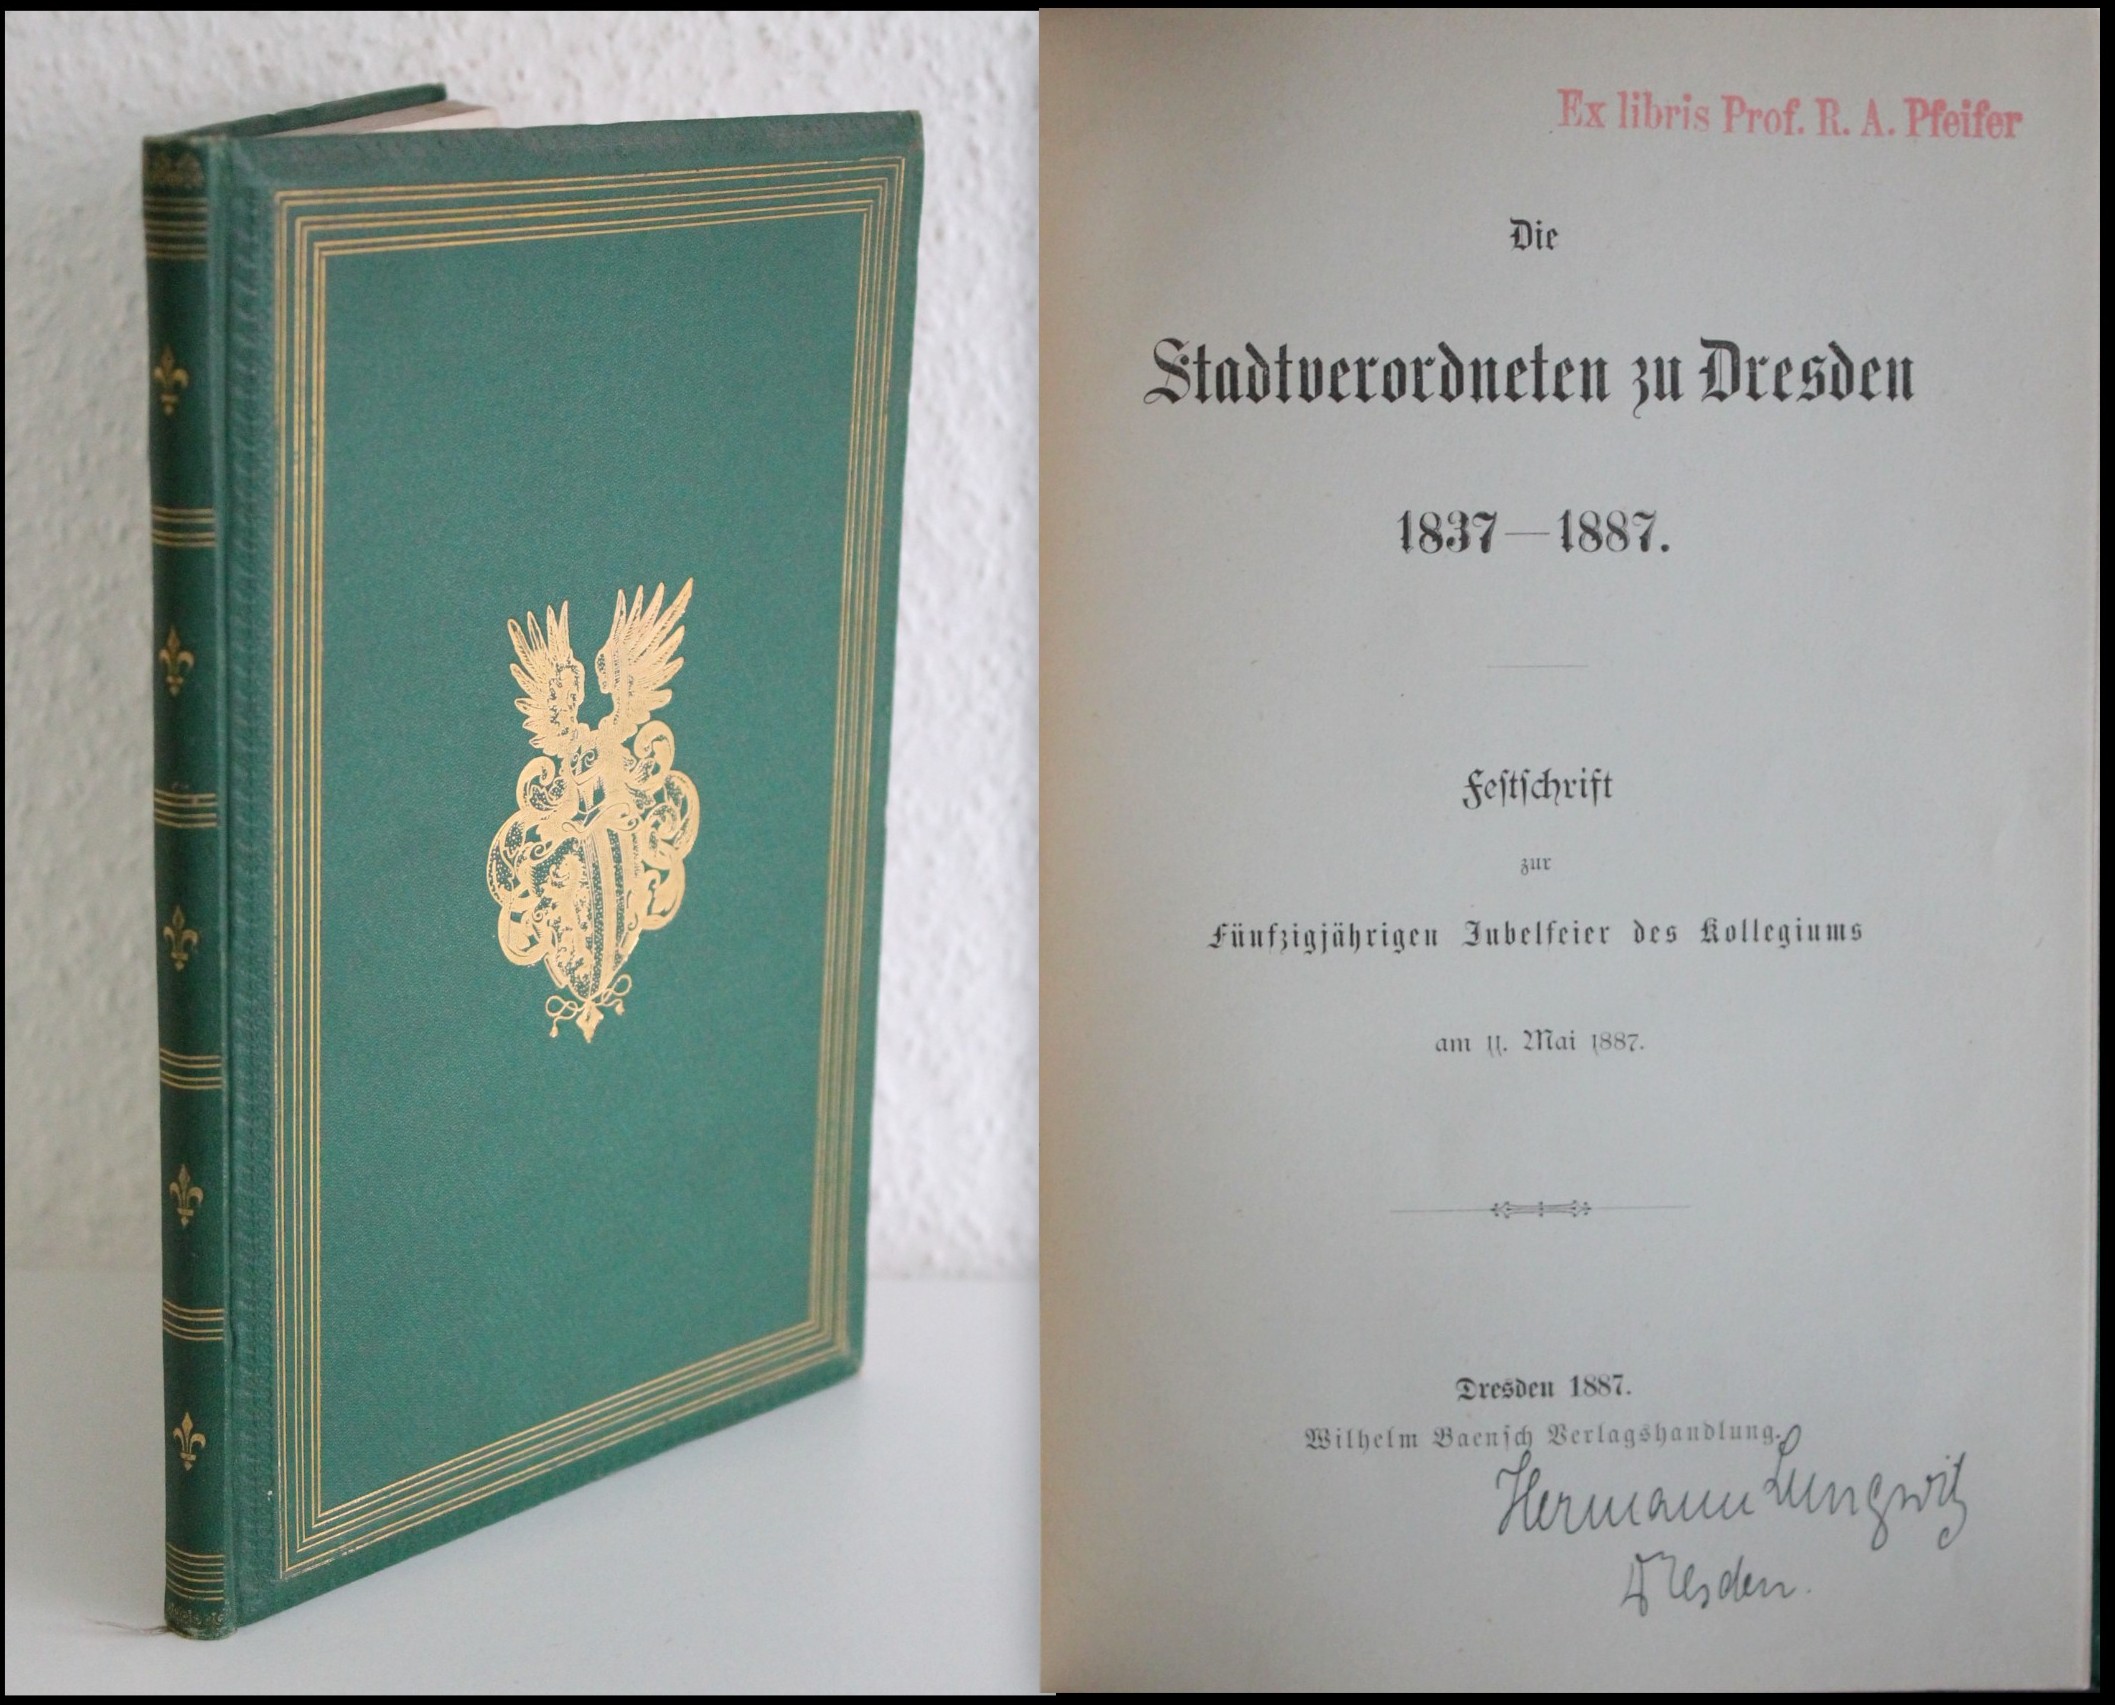 Ex libris Prof. R. A. Pfeifer
Die
Stadtverordneten zu Dresden
1837—1887.
Feſtſchrift
zur
Fünfzigjährigen Jubelfeier des Kollegiums
am 11. Mai 1887.
Dresden 1887.
Wilhelm Baenſch Verlagshandlung.
Hermann Lungwitz
Dresden.